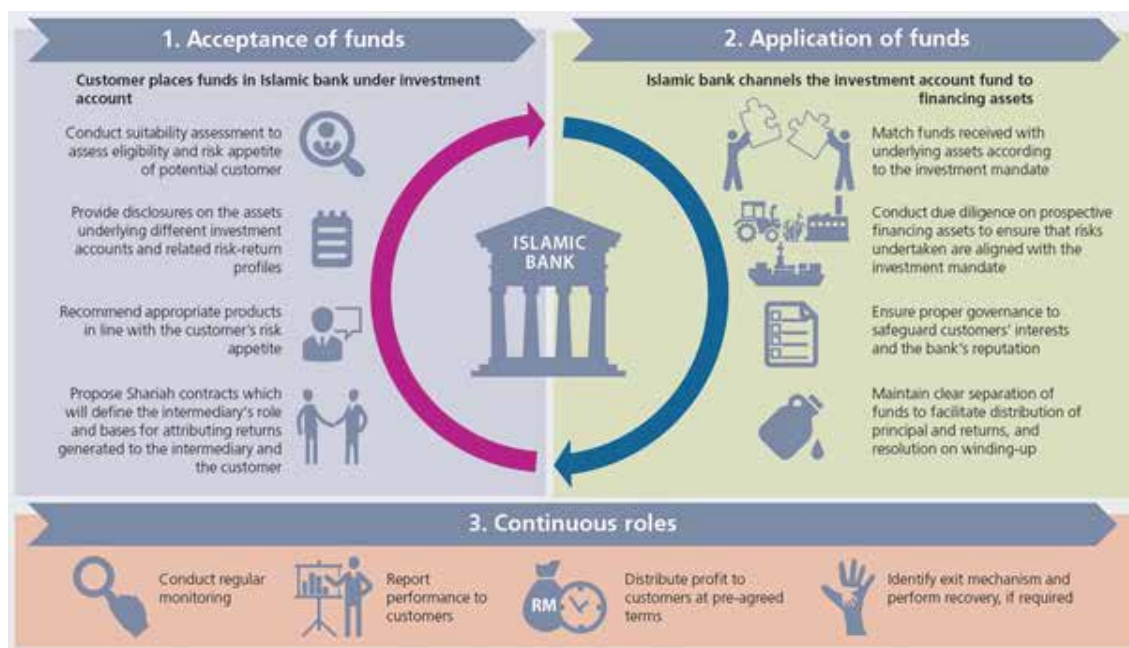 1. Acceptance of funds
Customer places funds in Islamic bank under investment
account
Conduct suitability assessment to
assess eligibility and risk appetite
of potential customer
Provide disclosures on the assets
underlying different investment
accounts and related risk-return
profiles
Recommend appropriate products
in line with the customer's risk
appetite
Propose Shariah contracts which
will define the intermediary's role
and bases for attributing returns
generated to the intermediary and
the customer
ISLAMIC
BANK
2. Application of funds
Islamic bank channels the investment account fund to
financing assets
Match funds received with
underlying assets according
to the investment mandate
Conduct due diligence on prospective
financing assets to ensure that risks
undertaken are aligned with the
investment mandate
Ensure proper governance to
safeguard customers' interests
and the bank's reputation
Maintain clear separation of
funds to facilitate distribution of
principal and returns, and
resolution on winding-up
3. Continuous roles
Conduct regular
monitoring
Report
performance to
customers
RM
Distribute profit to
customers at pre-agreed
terms
Identify exit mechanism and
perform recovery, if required